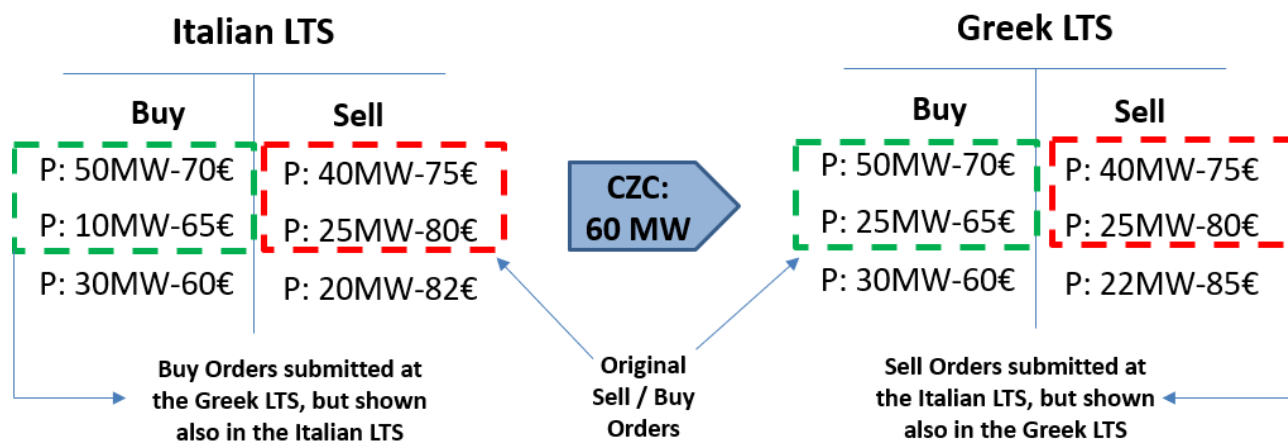 Italian LTS
Buy
Sell
P: 50MW-70€
P: 40MW-75€
P: 10MW-65€
P: 25MW-80€
P: 30MW-60€
P: 20MW-82€
Buy Orders submitted at
the Greek LTS, but shown
also in the Italian LTS
CZC:
60 MW
Original
Sell / Buy
Orders
Greek LTS
Buy
Sell
P: 50MW-70€
P: 40MW-75€
P: 25MW-65€
P: 25MW-80€
P: 30MW-60€
P: 22MW-85€
Sell Orders submitted at
the Italian LTS, but shown
also in the Greek LTS